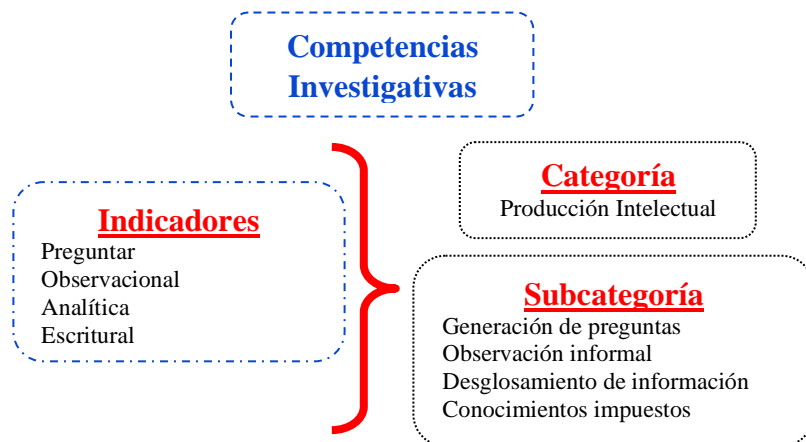 Competencias
Investigativas
Indicadores
Preguntar
Observacional
Analítica
Escritural
Categoría
Producción Intelectual
Subcategoría
Generación de preguntas
Observación informal
Desglosamiento de información
Conocimientos impuestos